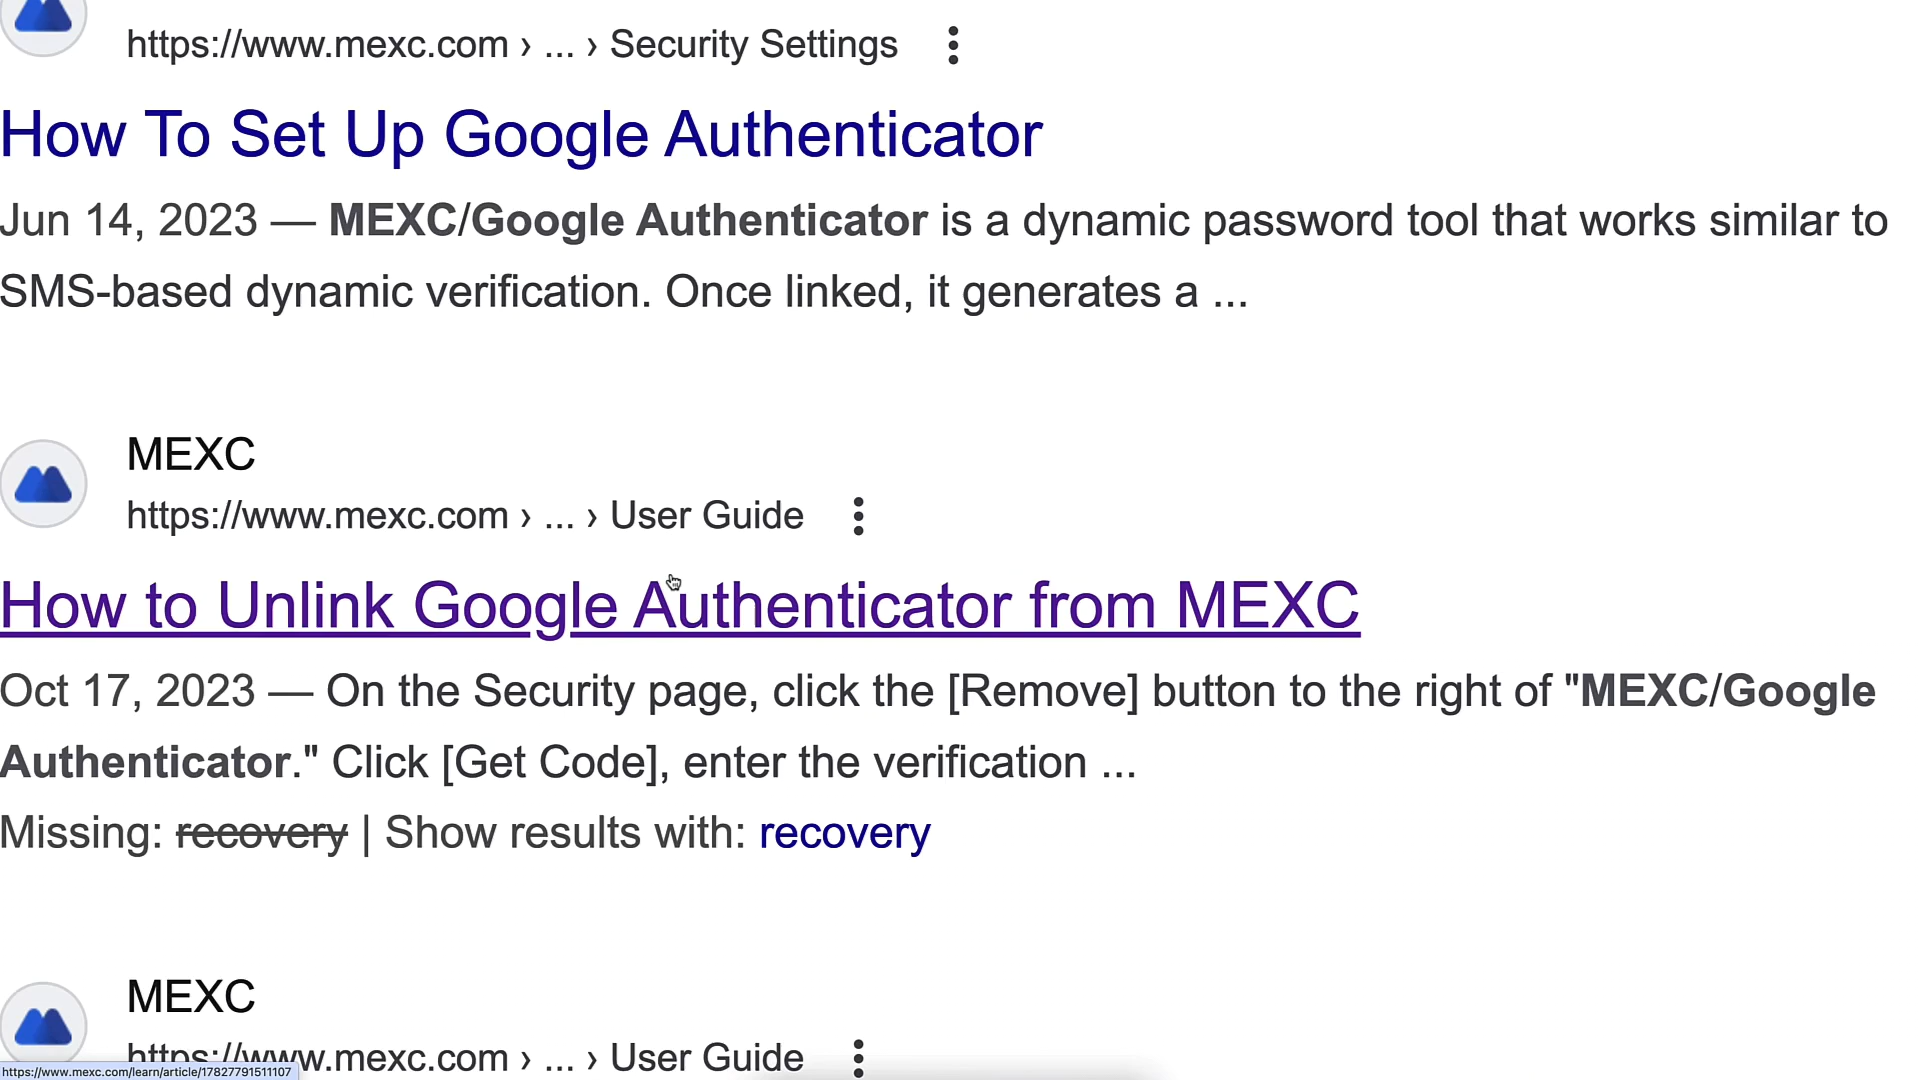 https://www.mexc.com › ... › Security Settings
How To Set Up Google Authenticator
Jun 14, 2023 — MEXC/Google Authenticator is a dynamic password tool that works similar to
SMS-based dynamic verification. Once linked, it generates a ...
MEXC
https://www.mexc.com › ... › User Guide
How to Unlink Google Authenticator from MEXC
Oct 17, 2023 — On the Security page, click the [Remove] button to the right of "MEXC/Google
Authenticator." Click [Get Code], enter the verification ...
Missing: recovery | Show results with: recovery
MEXC
https://www.mexc.com › ... › User Guide
https://www.mexc.com/learn/article/17827791511107